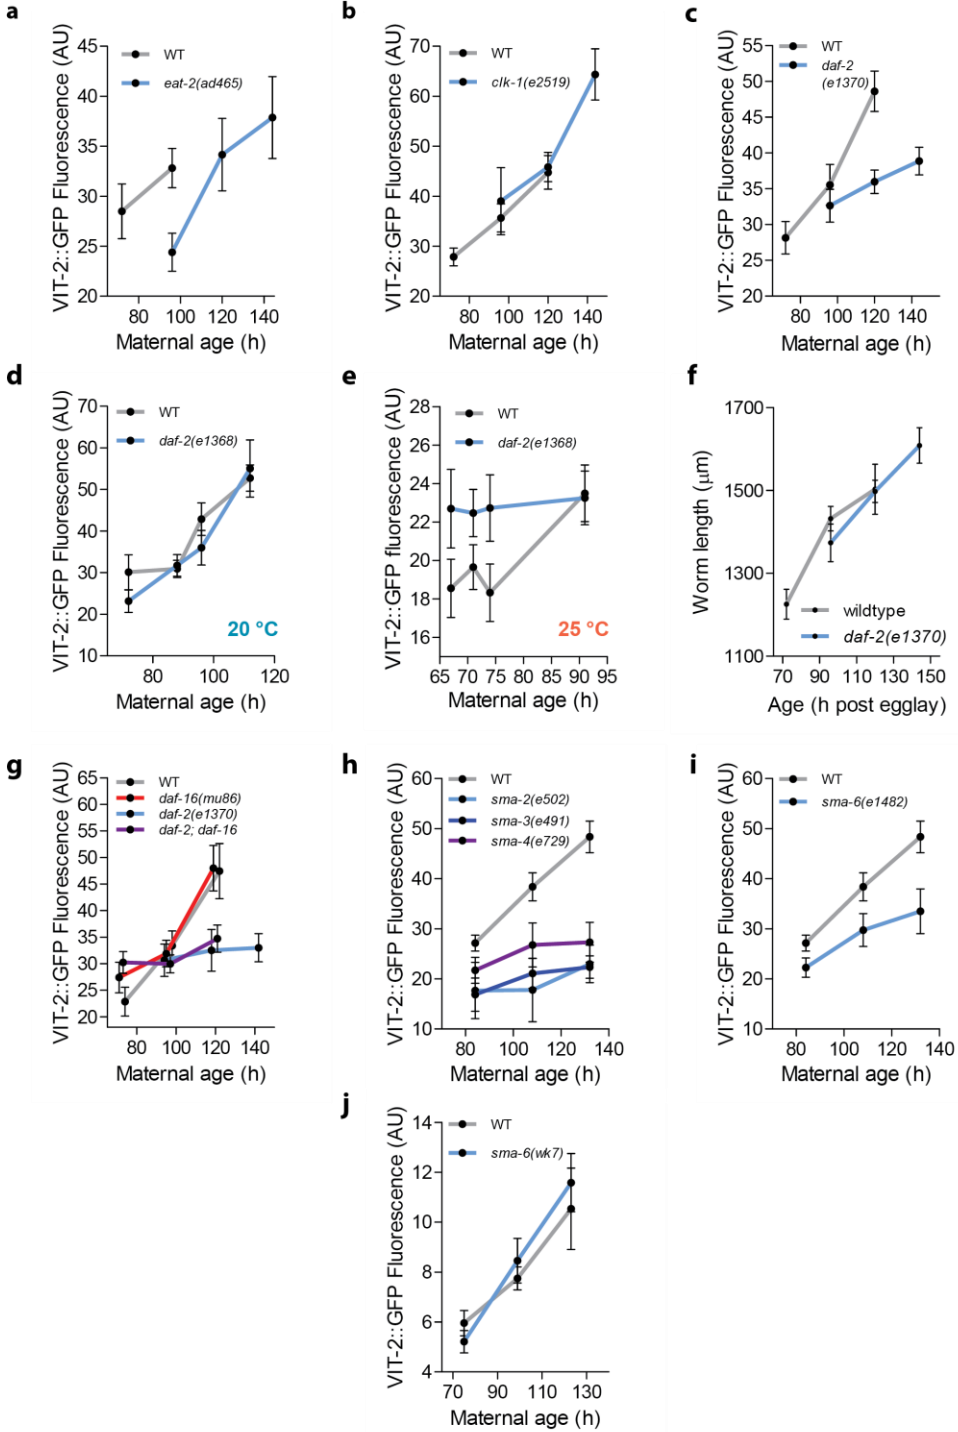 a
VIT-2::GFP Fluorescence (AU)
45
40
35
30
25
20
WT
eat-2(ad465)
80 100 120 140
Maternal age (h)
b
VIT-2::GFP Fluorescence (AU)
70
60
50
40
30
20
WT
clk-1(e2519)
80 100 120 140
Maternal age (h)
c
VIT-2::GFP Fluorescence (AU)
55
50
45
40
35
30
25
20
WT
daf-2
(e1370)
80 100 120 140
Maternal age (h)
d
VIT-2::GFP Fluorescence (AU)
70
60
50
40
30
20
10
WT
daf-2(e1368)
20 °C
80 100 120
Maternal age (h)
e
VIT-2::GFP fluorescence (AU)
28
26
24
22
20
18
16
WT
daf-2(e1368)
25 °C
65 70 75 80 85 90 95
Maternal age (h)
f
Worm length (μm)
1700
1500
1300
1100
wildtype
daf-2(e1370)
70 90 110 130 150
Age (h post egglay)
g
VIT-2::GFP Fluorescence (AU)
65
60
55
50
45
40
35
30
25
20
WT
daf-16(mu86)
daf-2(e1370)
daf-2; daf-16
80 100 120 140
Maternal age (h)
h
VIT-2::GFP Fluorescence (AU)
60
50
40
30
20
10
WT
sma-2(e502)
sma-3(e491)
sma-4(e729)
80 100 120 140
Maternal age (h)
i
VIT-2::GFP Fluorescence (AU)
60
50
40
30
20
10
WT
sma-6(e1482)
80 100 120 140
Maternal age (h)
j
VIT-2::GFP Fluorescence (AU)
14
12
10
8
6
4
WT
sma-6(wk7)
70 90 110 130
Maternal age (h)